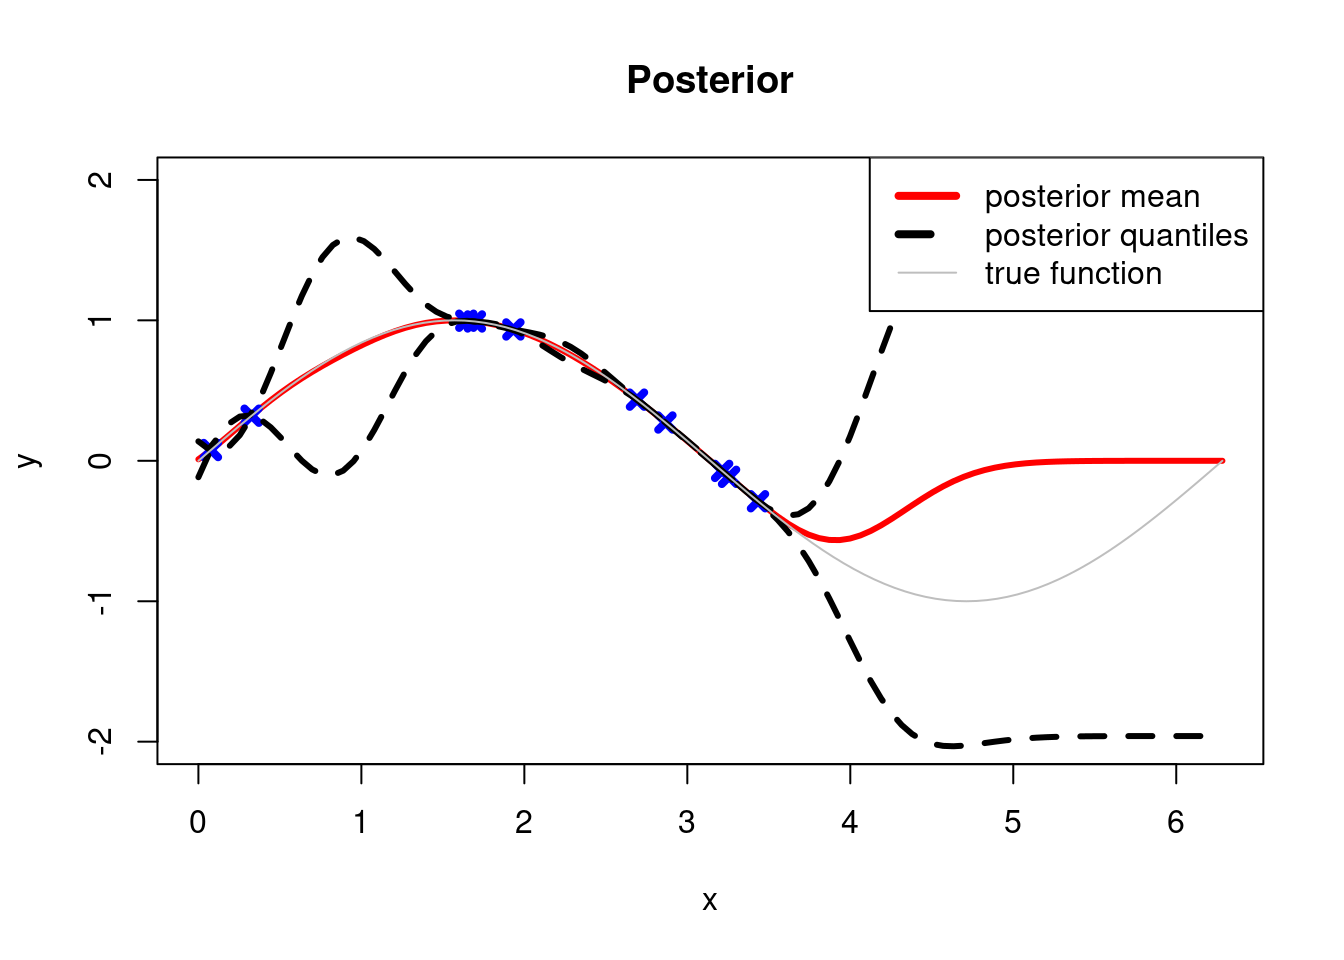 Posterior
posterior mean
posterior quantiles
true function
y
2
1
0
-1
-2
0 1 2 3 4 5 6
x